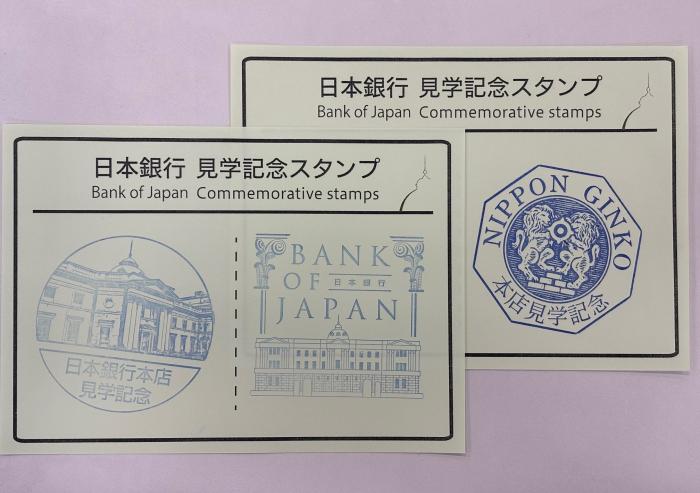 日本銀行 見学記念スタンプ
Bank of Japan Commemorative stamps
日本銀行本店
見学記念
BANK
OF 日本銀行
JAPAN
日本銀行 見学記念スタンプ
Bank of Japan Commemorative stamps
NIPPON GINKO
本店見学記念